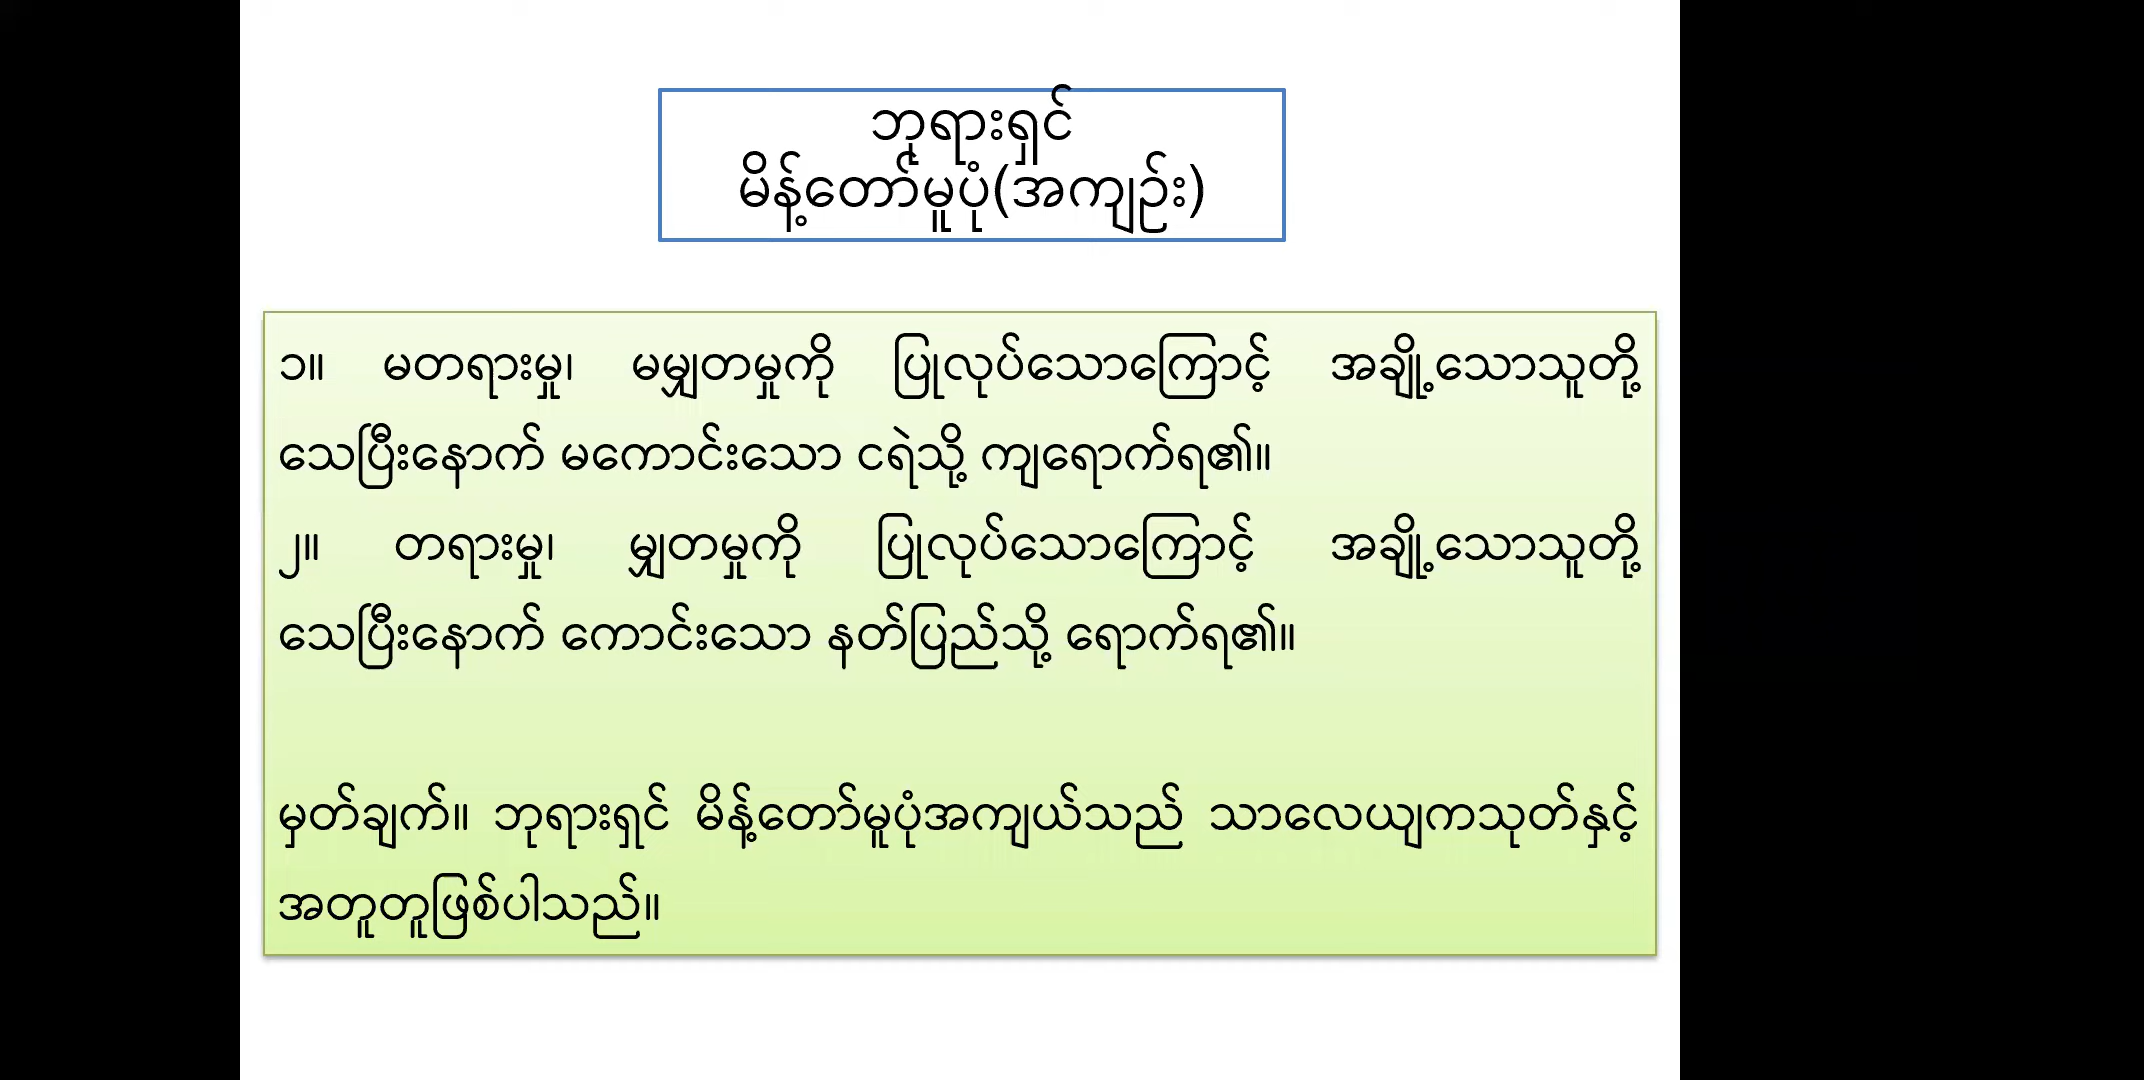 ဘုရားရှင်
မိန့်တော်မူပုံ(အကျဉ်း)
၁။ မတရားမှု၊ မမျှတမှုကို ပြုလုပ်သောကြောင့် အချို့သောသူတို့
သေပြီးနောက် မကောင်းသော ငရဲသို့ ကျရောက်ရ၏။
၂။ တရားမှု၊ မျှတမှုကို ပြုလုပ်သောကြောင့် အချို့သောသူတို့
သေပြီးနောက် ကောင်းသော နတ်ပြည်သို့ ရောက်ရ၏။
မှတ်ချက်။ ဘုရားရှင် မိန့်တော်မူပုံအကျယ်သည် သာလေယျကသုတ်နှင့်
အတူတူဖြစ်ပါသည်။